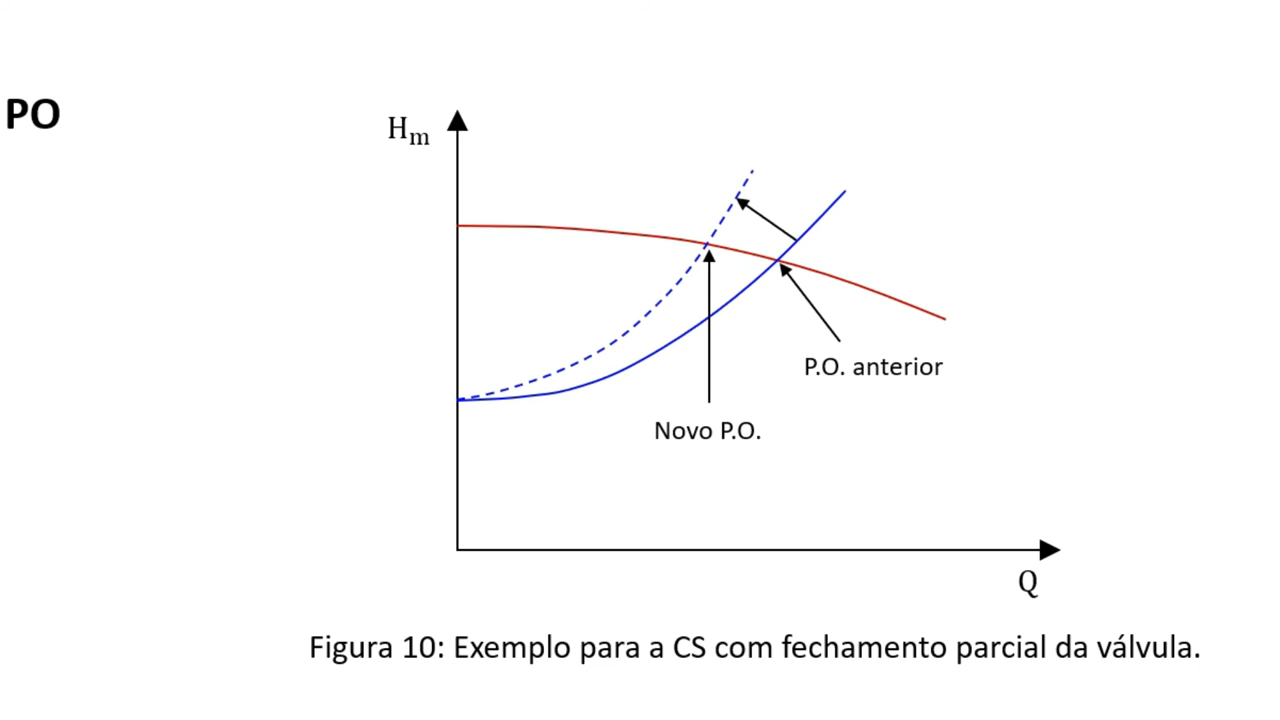 PO
Hm
P.O. anterior
Novo P.O.
Q
Figura 10: Exemplo para a CS com fechamento parcial da válvula.